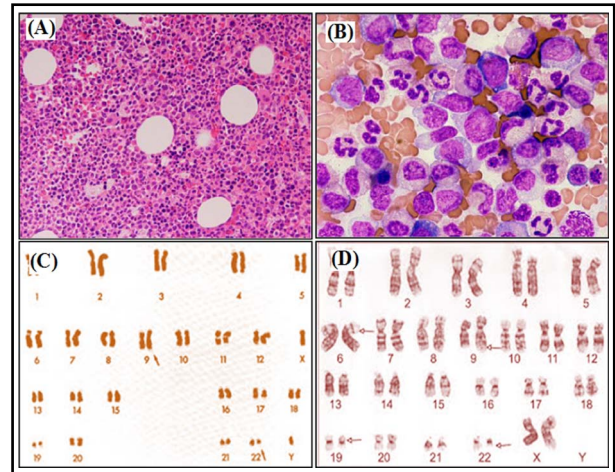 (A)
(B)
(C)
1 2 3 4 5
6 7 8 9 10 11 12 X
13 14 15 16 17 18
19 20 21 22 Y
(D)
1 2 3 4 5
6 7 8 9 10 11 12
13 14 15 16 17 18
19 20 21 22 X Y